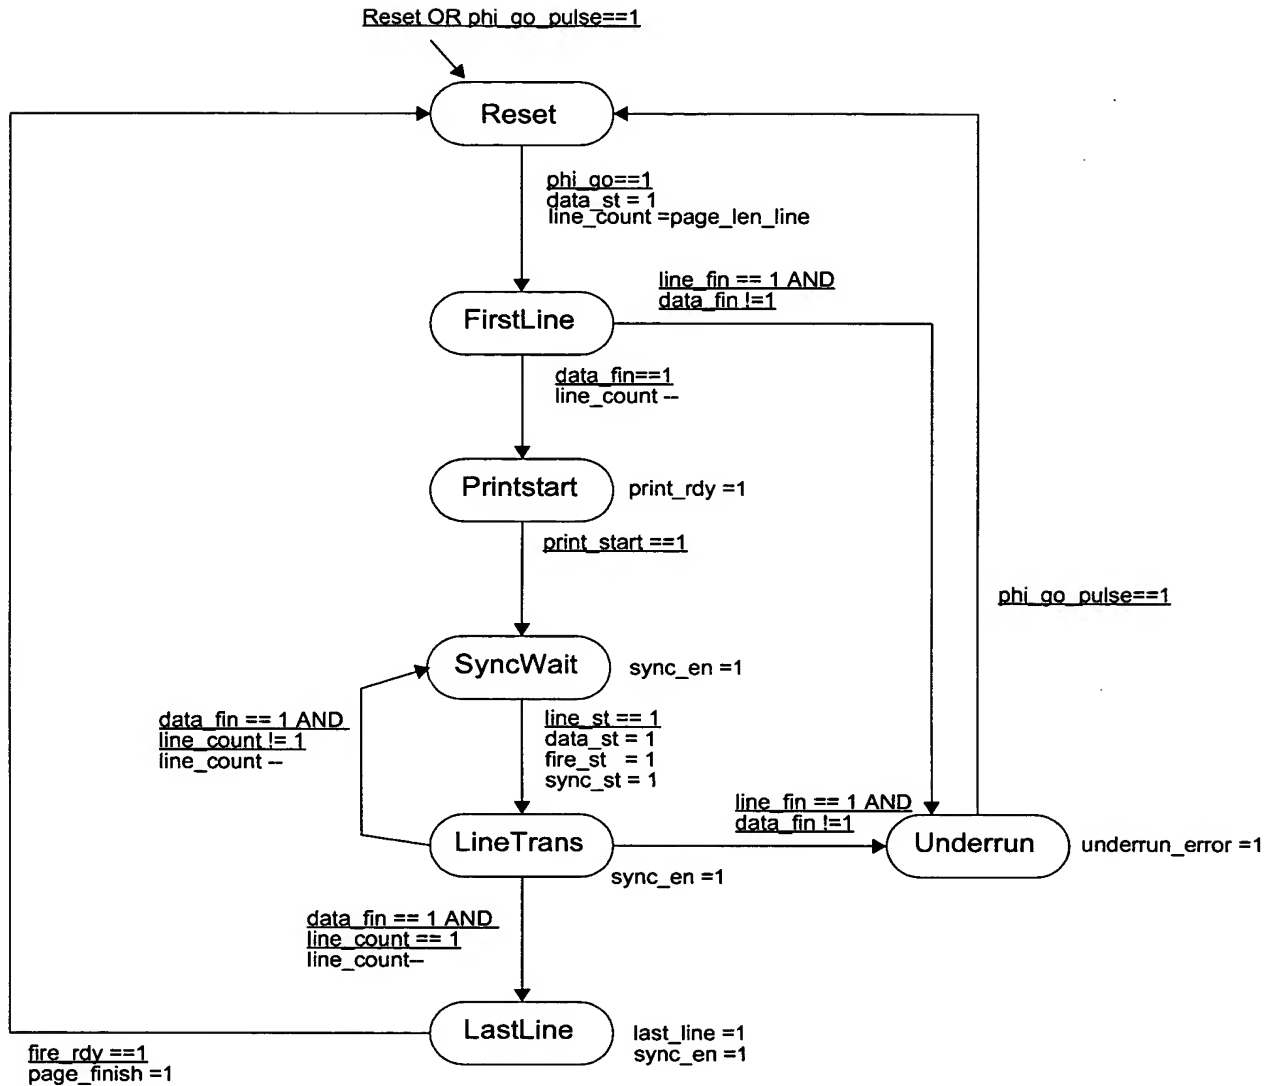 Reset OR phi_go_pulse==1
Reset
phi_go==1
data_st = 1
line_count =page_len_line
FirstLine
line_fin == 1 AND
data_fin !=1
data_fin==1
line_count --
Printstart
print_rdy =1
print_start ==1
phi_go_pulse==1
SyncWait
sync_en =1
data_fin == 1 AND
line_count != 1
line_count --
line_st == 1
data_st = 1
fire_st = 1
sync_st = 1
LineTrans
sync_en =1
line_fin == 1 AND
data_fin !=1
Underrun
underrun_error =1
data_fin == 1 AND
line_count == 1
line_count--
LastLine
last_line =1
sync_en =1
fire_rdy ==1
page_finish =1